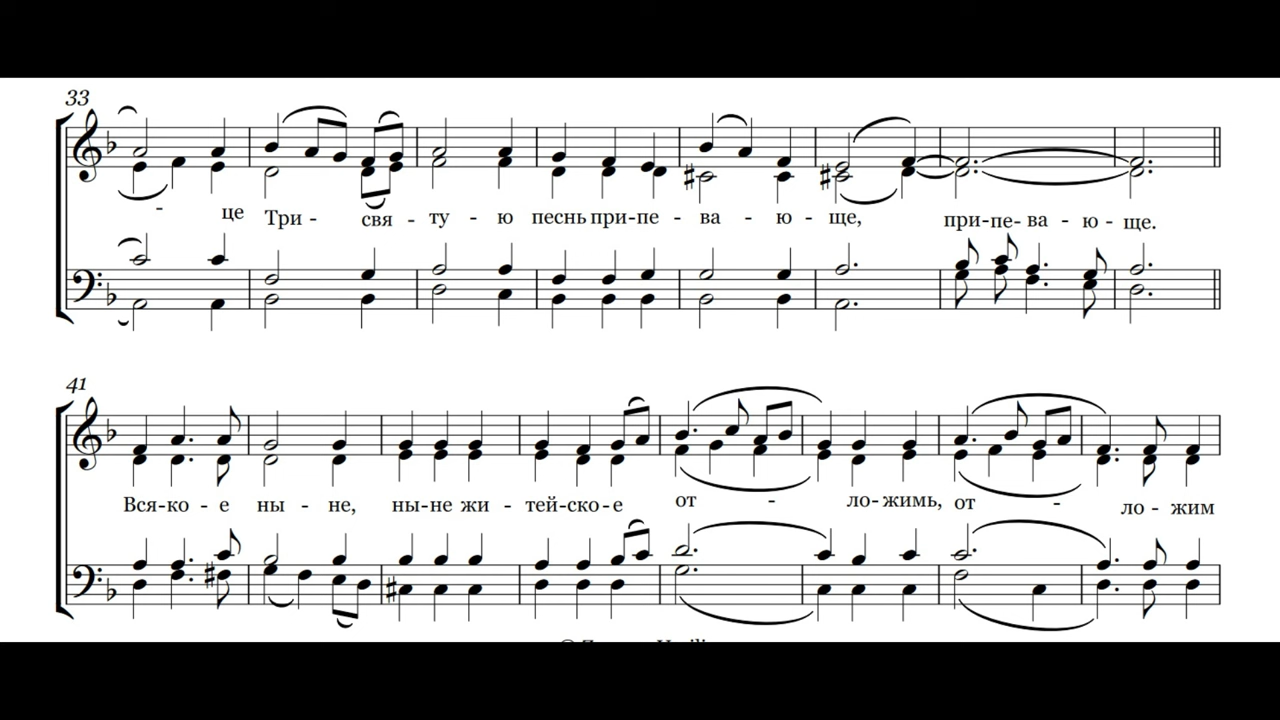 33
- це Три - свя - ту - ю песнь при-пе - ва - ю - ще, при-пе- ва - ю - ще.
41
Вся-ко - е ны - не, ны-не жи - тей-ско-е от - ло-жимь, от - ло - жим